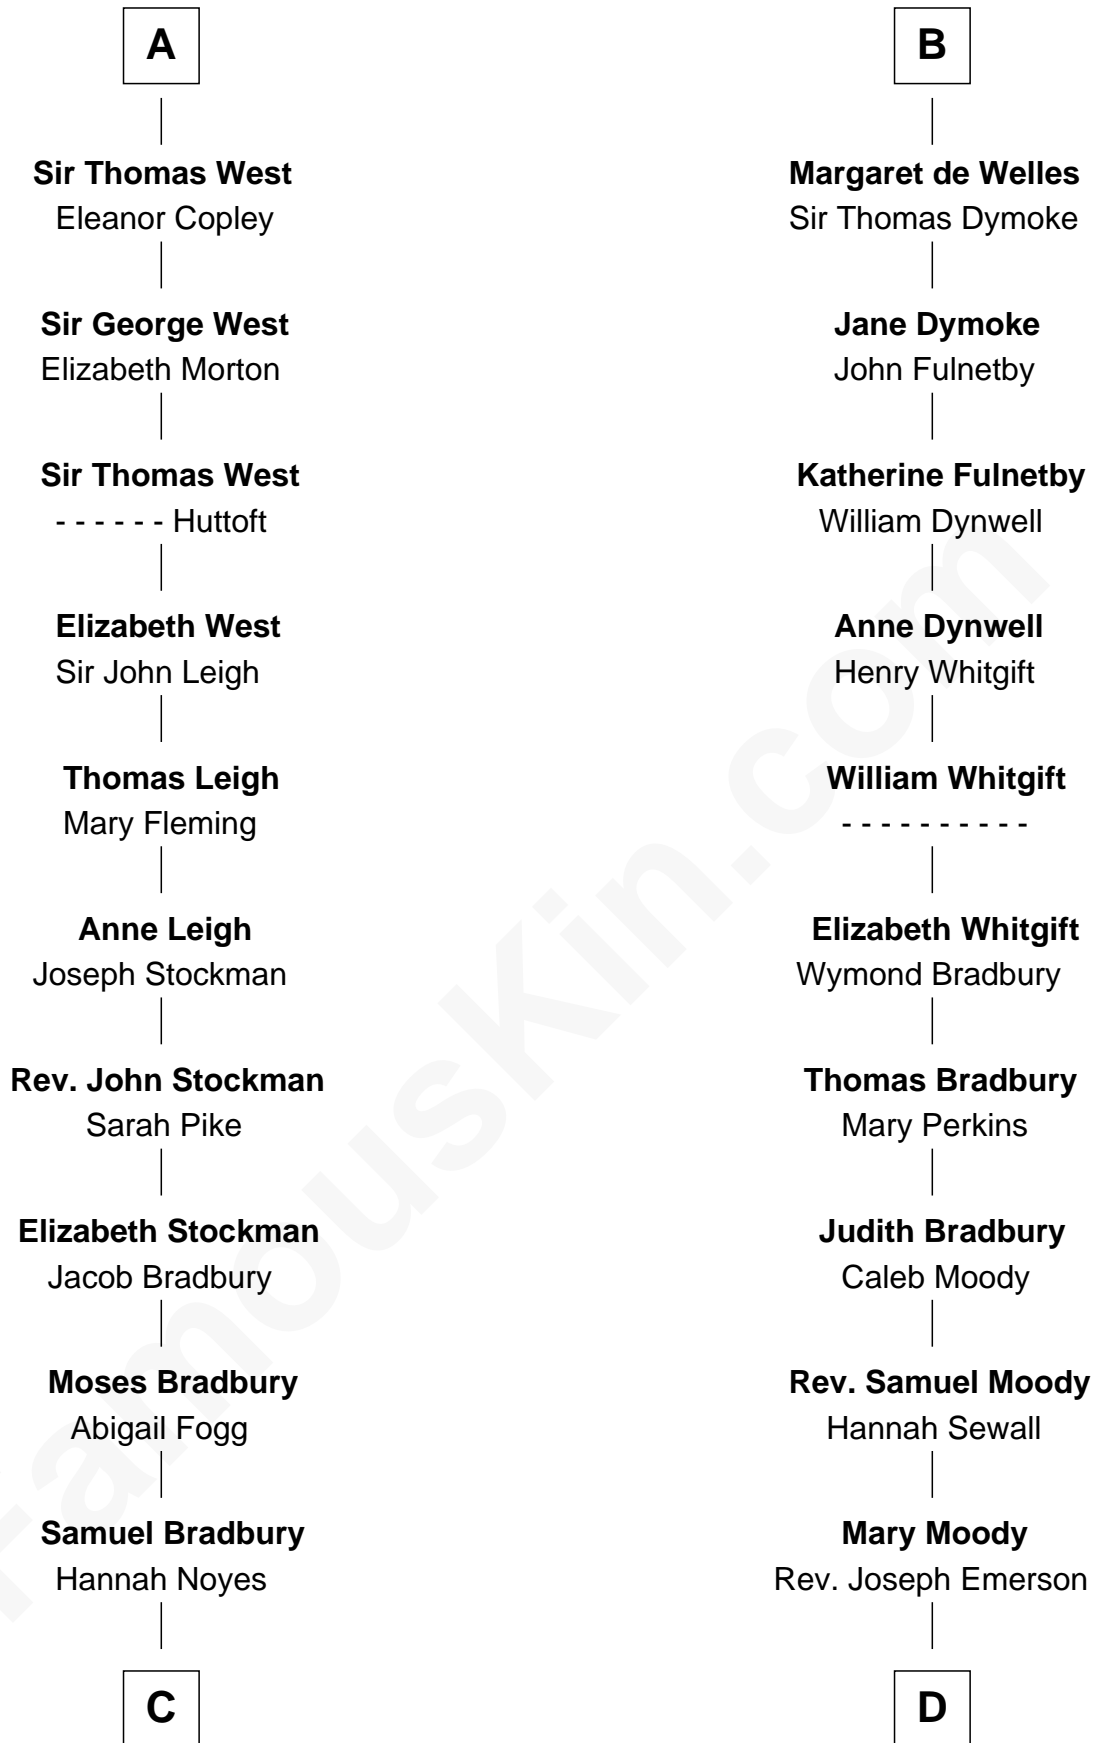 A
Sir Thomas West
Eleanor Copley
Sir George West
Elizabeth Morton
Sir Thomas West
- - - - - - Huttoft
Elizabeth West
Sir John Leigh
Thomas Leigh
Mary Fleming
Anne Leigh
Joseph Stockman
Rev. John Stockman
Sarah Pike
Elizabeth Stockman
Jacob Bradbury
Moses Bradbury
Abigail Fogg
Samuel Bradbury
Hannah Noyes
C
B
Margaret de Welles
Sir Thomas Dymoke
Jane Dymoke
John Fulnetby
Katherine Fulnetby
William Dynwell
Anne Dynwell
Henry Whitgift
William Whitgift
- - - - - - - - - -
Elizabeth Whitgift
Wymond Bradbury
Thomas Bradbury
Mary Perkins
Judith Bradbury
Caleb Moody
Rev. Samuel Moody
Hannah Sewall
Mary Moody
Rev. Joseph Emerson
D
FamousKin.com